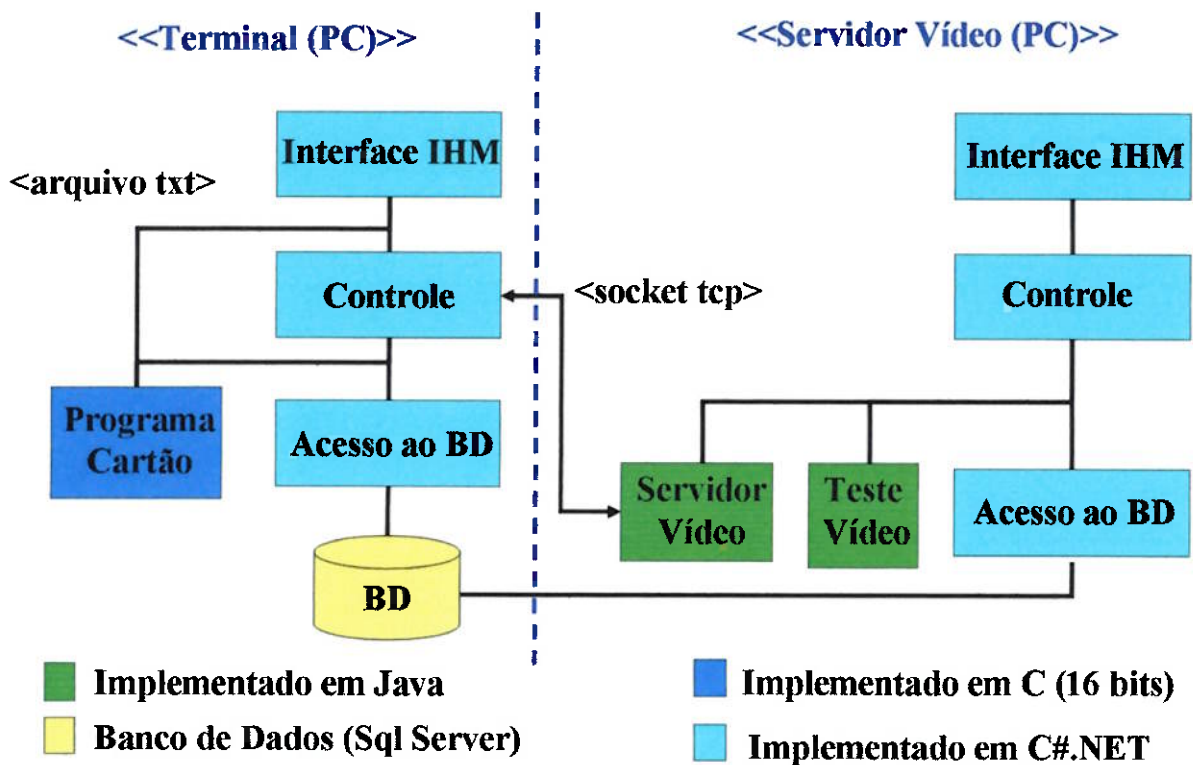 <<Terminal (PC)>>
<<Servidor Vídeo (PC)>>
Interface IHM
<arquivo txt>
Controle
Programa
Cartão
Acesso ao BD
BD
<socket tcp>
Interface IHM
Controle
Servidor
Vídeo
Teste
Vídeo
Acesso ao BD
Implementado em Java
Banco de Dados (Sql Server)
Implementado em C (16 bits)
Implementado em C#.NET